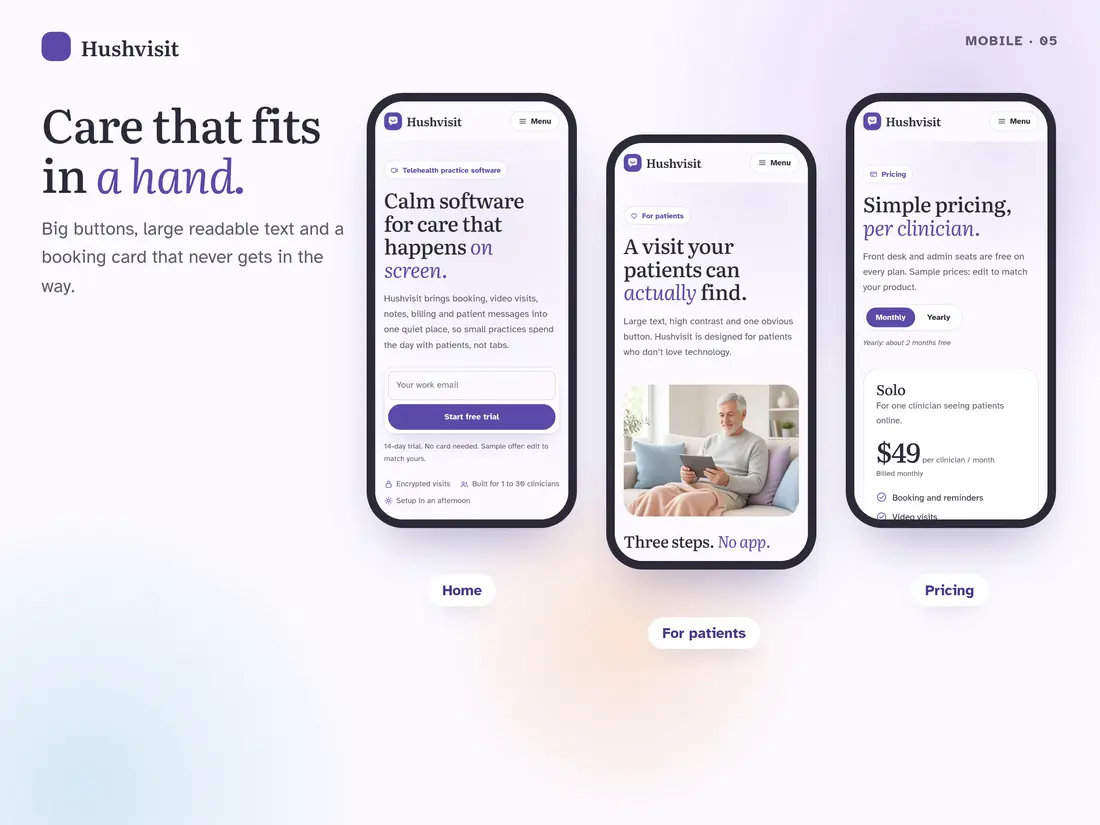 Hushvisit
MOBILE · 05
Care that fits
in a hand.
Big buttons, large readable text and a
booking card that never gets in the
way.
Hushvisit
Menu
Telehealth practice software
Calm software
for care that
happens on
screen.
Hushvisit brings booking, video visits,
notes, billing and patient messages into
one quiet place, so small practices spend
the day with patients, not tabs.
Your work email
Start free trial
14-day trial. No card needed. Sample offer: edit to
match yours.
Encrypted visits
Built for 1 to 30 clinicians
Setup in an afternoon
Home
Hushvisit
Menu
For patients
A visit your
patients can
actually find.
Large text, high contrast and one obvious
button. Hushvisit is designed for patients
who don't love technology.
Three steps. No app.
For patients
Hushvisit
Menu
Pricing
Simple pricing,
per clinician.
Front desk and admin seats are free on
every plan. Sample prices: edit to match
your product.
Monthly
Yearly
Yearly: about 2 months free
Solo
For one clinician seeing patients
online.
$49 per clinician / month
Billed monthly
Booking and reminders
Video visits
Pricing